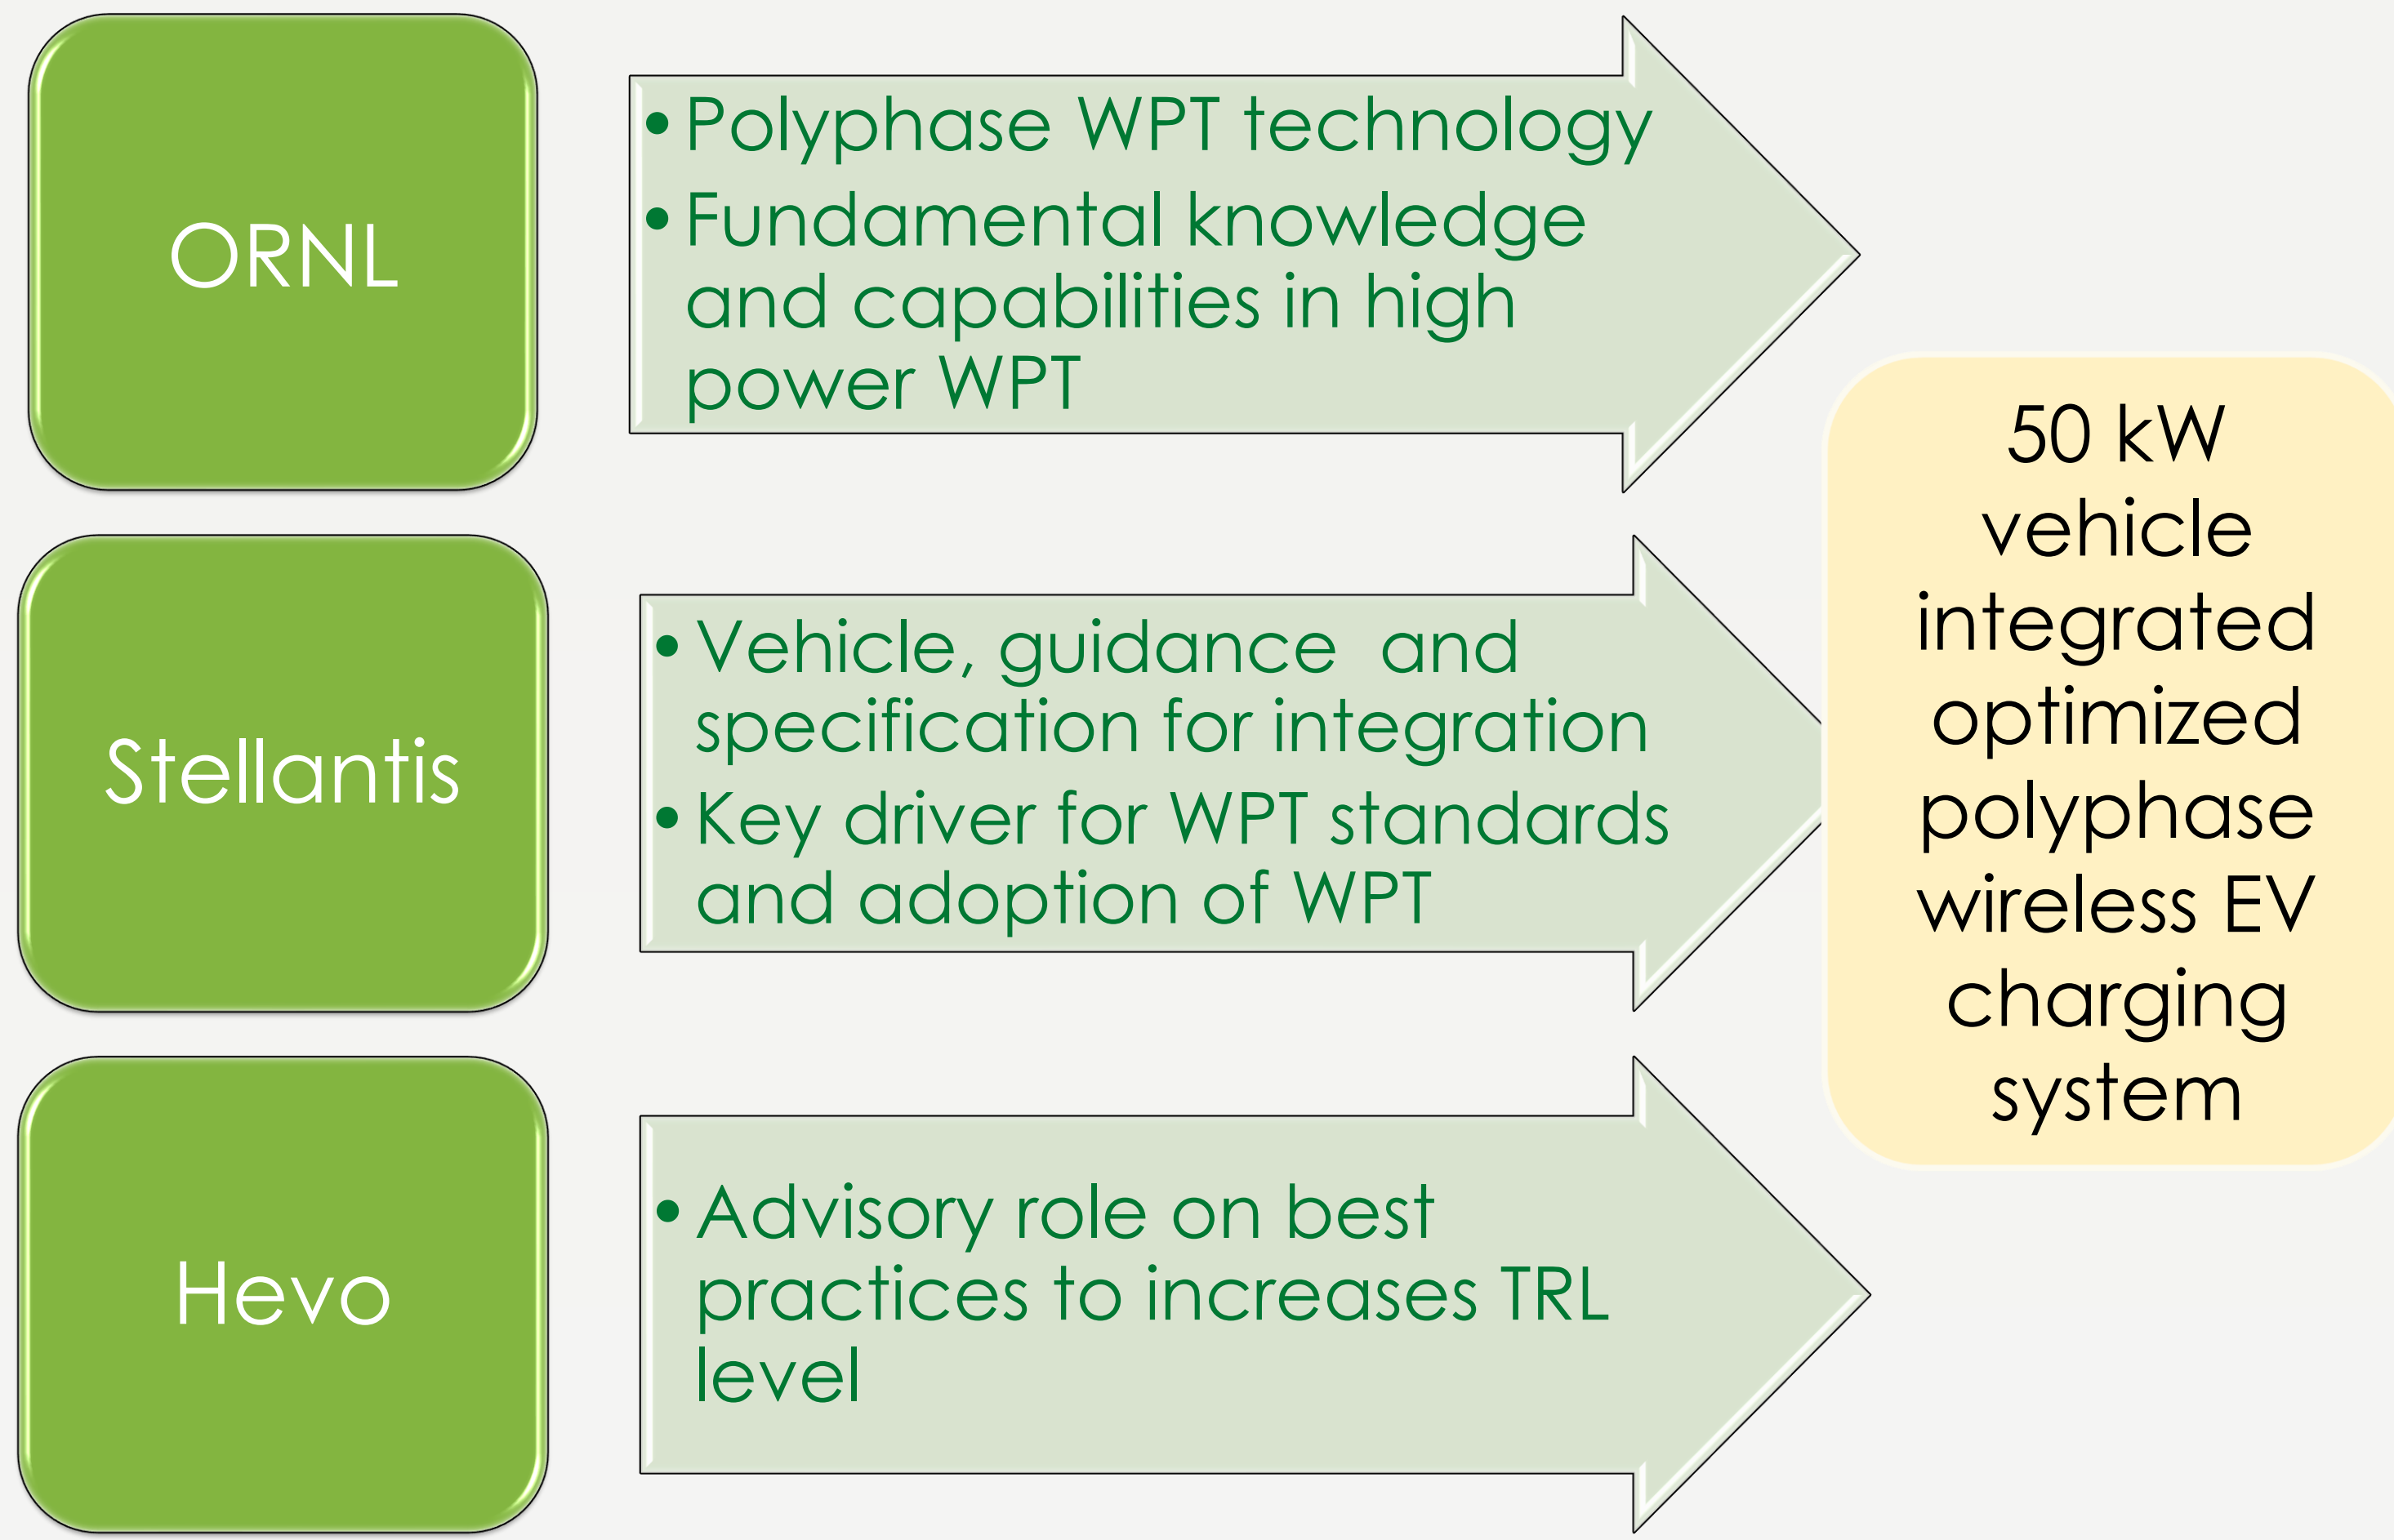 ORNL
• Polyphase WPT technology
• Fundamental knowledge
and capabilities in high
power WPT
Stellantis
• Vehicle, guidance and
specification for integration
• Key driver for WPT standards
and adoption of WPT
Hevo
• Advisory role on best
practices to increases TRL
level
50 kW
vehicle
integrated
optimized
polyphase
wireless EV
charging
system